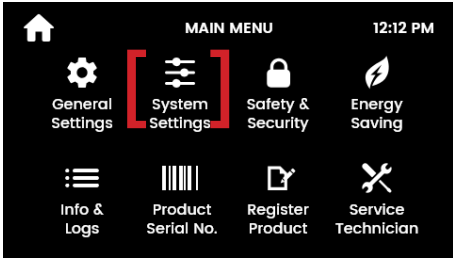 MAIN MENU 12:12 PM
General Settings
System Settings
Safety & Security
Energy Saving
Info & Logs
Product Serial No.
Register Product
Service Technician